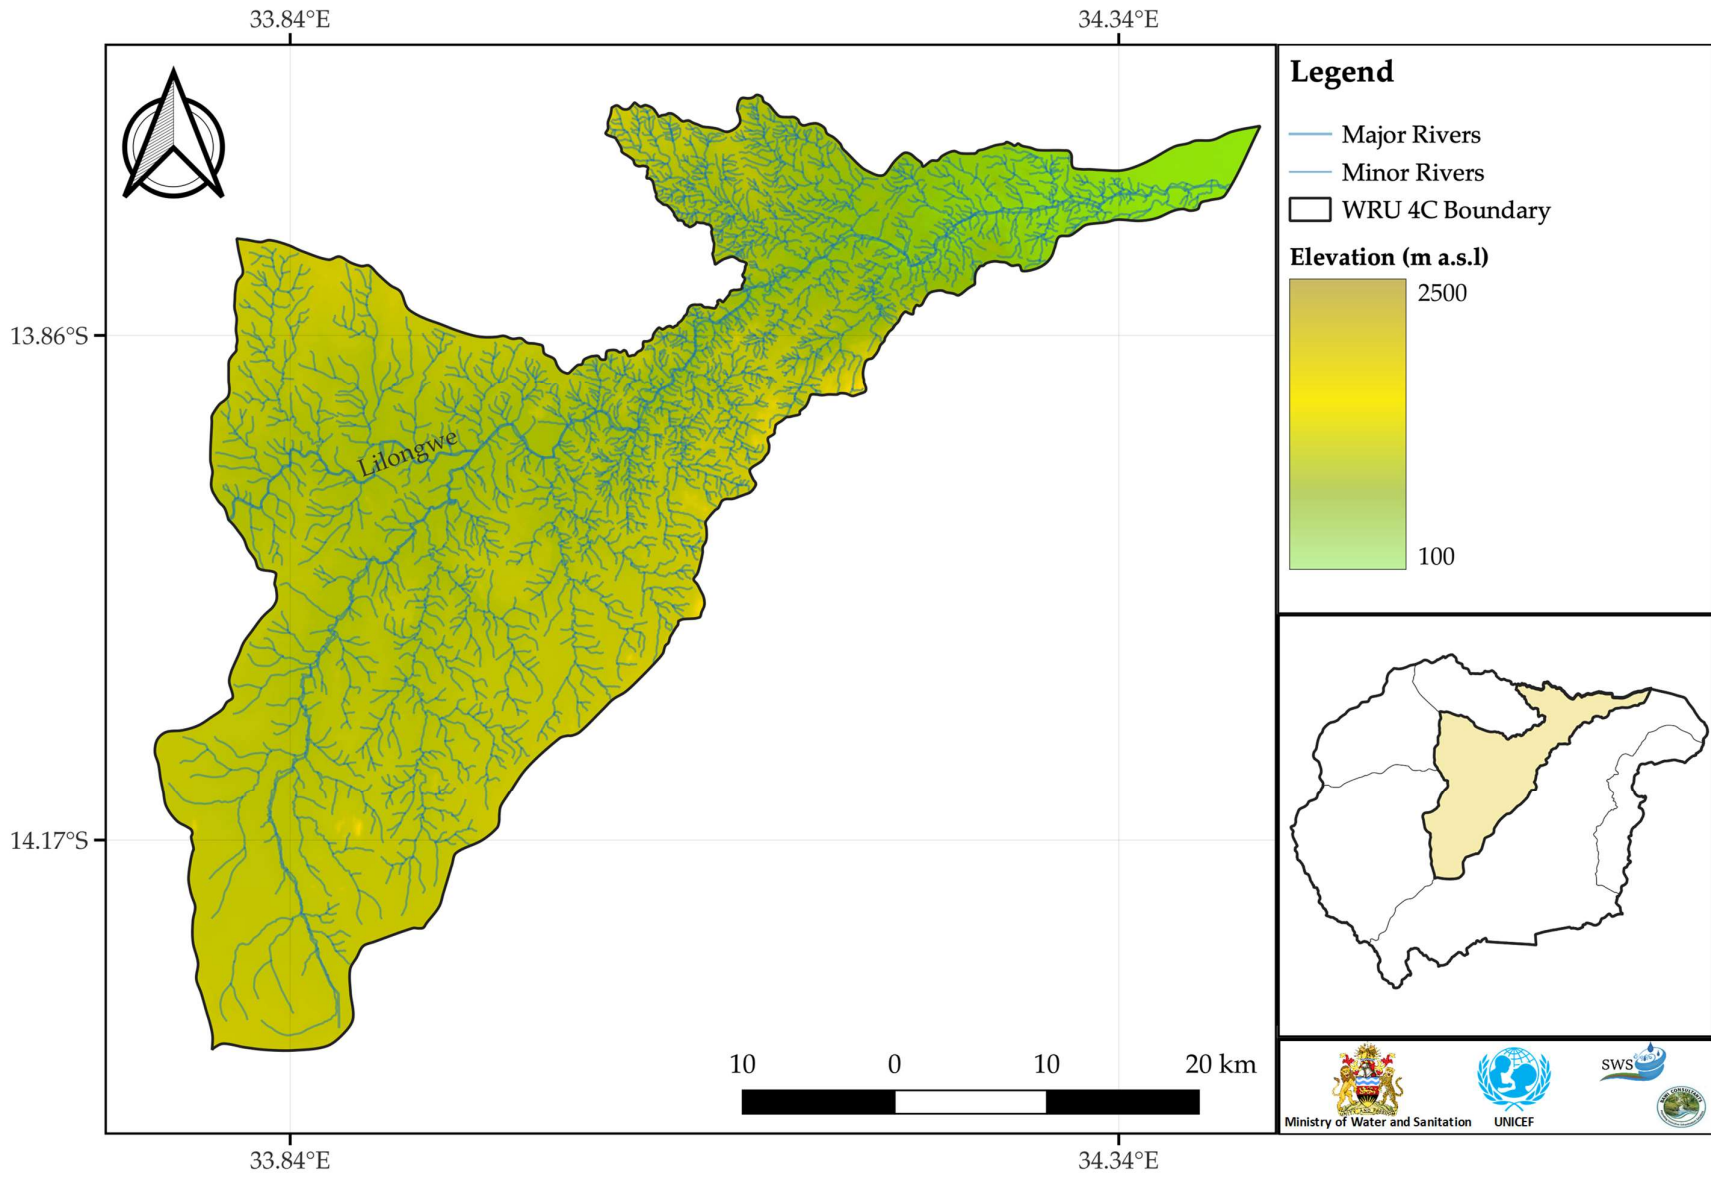 33.84°E
34.34°E
Legend
Major Rivers
Minor Rivers
WRU 4C Boundary
Elevation (m a.s.l)
2500
100
13.86°S
Lilongwe
14.17°S
10 0 10 20 km
33.84°E
34.34°E
Ministry of Water and Sanitation
UNICEF
SWS